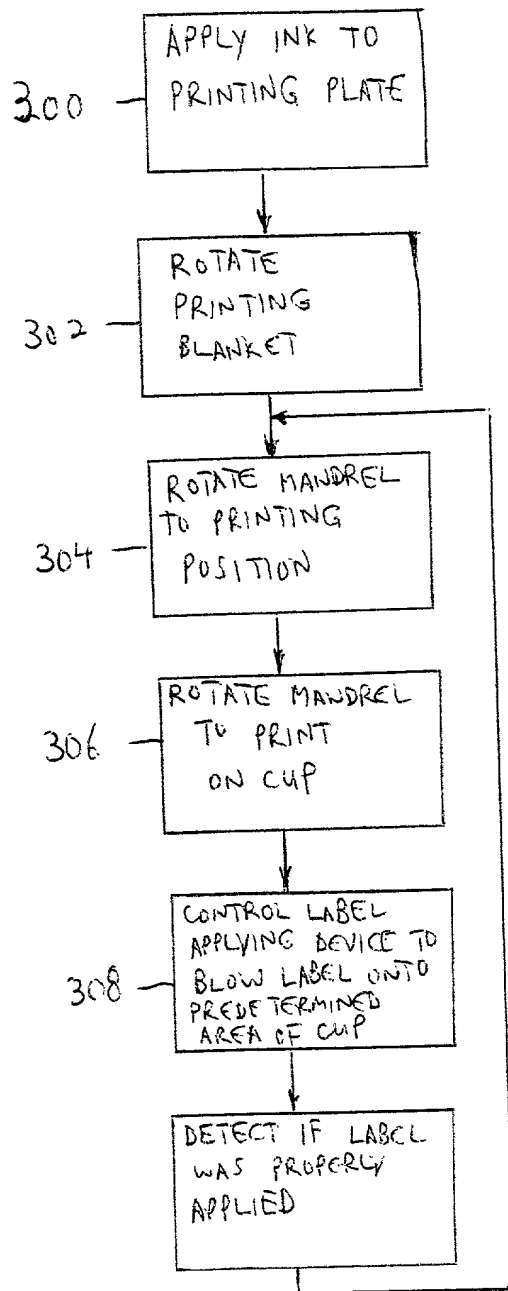 300
APPLY INK TO
PRINTING PLATE
302
ROTATE
PRINTING
BLANKET
304
ROTATE MANDREL
TO PRINTING
POSITION
306
ROTATE MANDREL
TO PRINT
ON CUP
308
CONTROL LABEL
APPLYING DEVICE TO
BLOW LABEL ONTO
PREDETERMINED
AREA OF CUP
DETECT IF LABEL
WAS PROPERLY
APPLIED